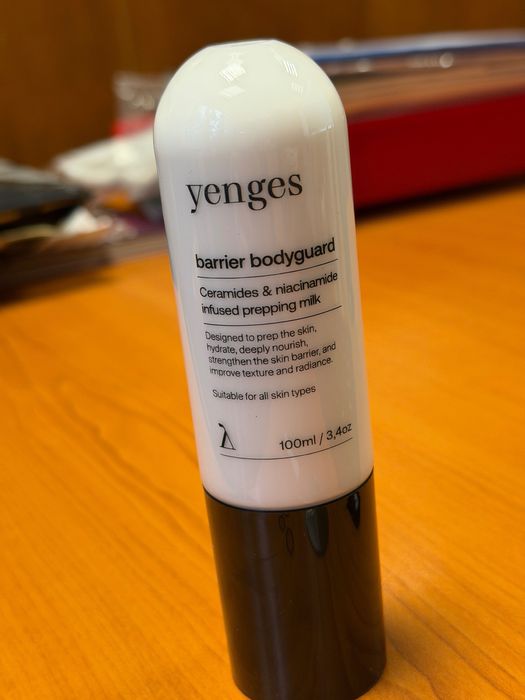 yenges
barrier bodyguard
Ceramides & niacinamide
infused prepping milk
Designed to prep the skin,
hydrate, deeply nourish,
strengthen the skin barrier, and
improve texture and radiance.
Suitable for all skin types
100ml / 3,4oz